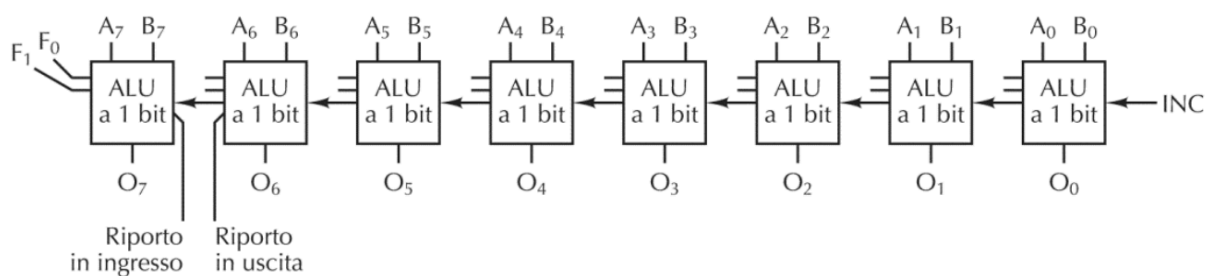 F₁ F₀ A₇ B₇ A₆ B₆ A₅ B₅ A₄ B₄ A₃ B₃ A₂ B₂ A₁ B₁ A₀ B₀
ALU ALU ALU ALU ALU ALU ALU ALU
a 1 bit a 1 bit a 1 bit a 1 bit a 1 bit a 1 bit a 1 bit a 1 bit INC
O₇ O₆ O₅ O₄ O₃ O₂ O₁ O₀
Riporto Riporto
in ingresso in uscita